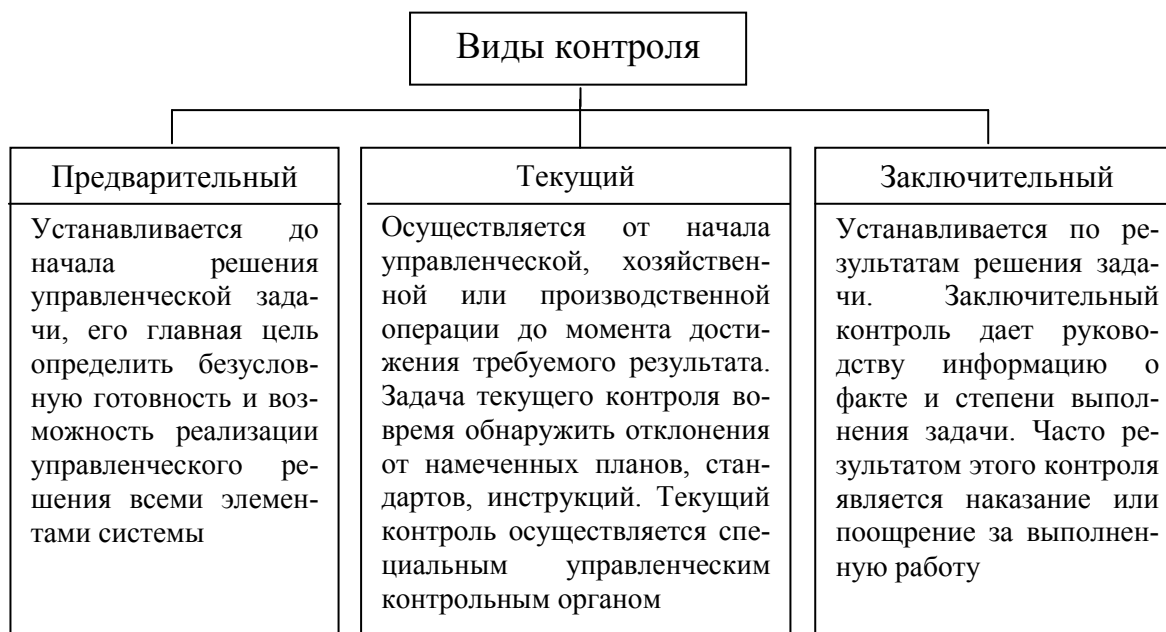 Виды контроля
Предварительный
Устанавливается до
начала решения
управленческой зада-
чи, его главная цель
определить безуслов-
ную готовность и воз-
можность реализации
управленческого ре-
шения всеми элемен-
тами системы
Текущий
Осуществляется от начала
управленческой, хозяйствен-
ной или производственной
операции до момента дости-
жения требуемого результата.
Задача текущего контроля во-
время обнаружить отклонения
от намеченных планов, стан-
дартов, инструкций. Текущий
контроль осуществляется спе-
циальным управленческим
контрольным органом
Заключительный
Устанавливается по ре-
зультатам решения зада-
чи. Заключительный
контроль дает руково-
дству информацию о
факте и степени выпол-
нения задачи. Часто ре-
зультатом этого контроля
является наказание или
поощрение за выполнен-
ную работу